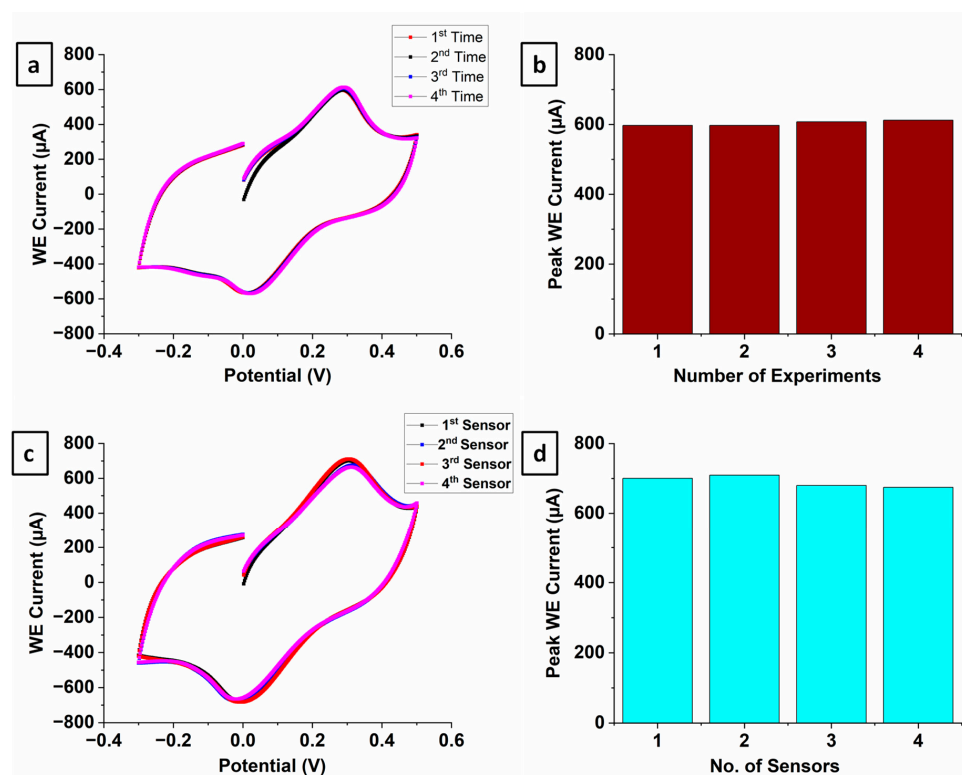 a
1st Time
2nd Time
3rd Time
4th Time
800
600
400
200
0
−200
−400
−600
−800
WE Current (μA)
−0.4
−0.2
0.0
0.2
0.4
0.6
Potential (V)
b
800
600
400
200
0
Peak WE Current (μA)
1
2
3
4
Number of Experiments
c
1st Sensor
2nd Sensor
3rd Sensor
4th Sensor
800
600
400
200
0
−200
−400
−600
−800
WE Current (μA)
−0.4
−0.2
0.0
0.2
0.4
0.6
Potential (V)
d
800
600
400
200
0
Peak WE Current (μA)
1
2
3
4
No. of Sensors